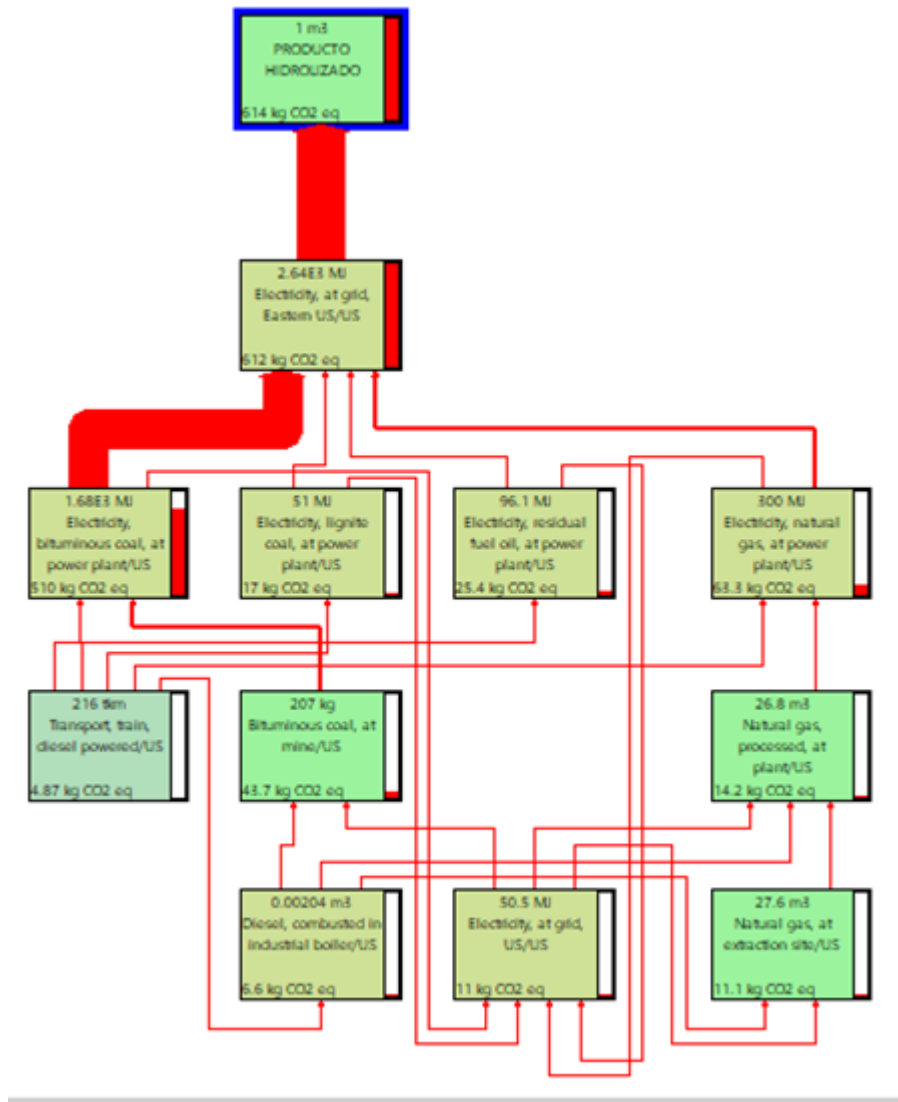 1 m3
PRODUCTO
HIDROLIZADO
614 kg CO2 eq
2.64E3 MJ
Electricity, at grid,
Eastern US/US
612 kg CO2 eq
1.68E3 MJ
Electricity,
bituminous coal, at
power plant/US
510 kg CO2 eq
51 MJ
Electricity, lignite
coal, at power
plant/US
17 kg CO2 eq
96.1 MJ
Electricity, residual
fuel oil, at power
plant/US
25.4 kg CO2 eq
300 MJ
Electricity, natural
gas, at power
plant/US
63.3 kg CO2 eq
216 tkm
Transport, train,
diesel powered/US
4.87 kg CO2 eq
207 kg
Bituminous coal, at
mine/US
43.7 kg CO2 eq
26.8 m3
Natural gas,
processed, at
plant/US
14.2 kg CO2 eq
0.00204 m3
Diesel, combusted in
industrial boiler/US
6.6 kg CO2 eq
50.5 MJ
Electricity, at grid,
US/US
11 kg CO2 eq
27.6 m3
Natural gas, at
extraction site/US
11.1 kg CO2 eq